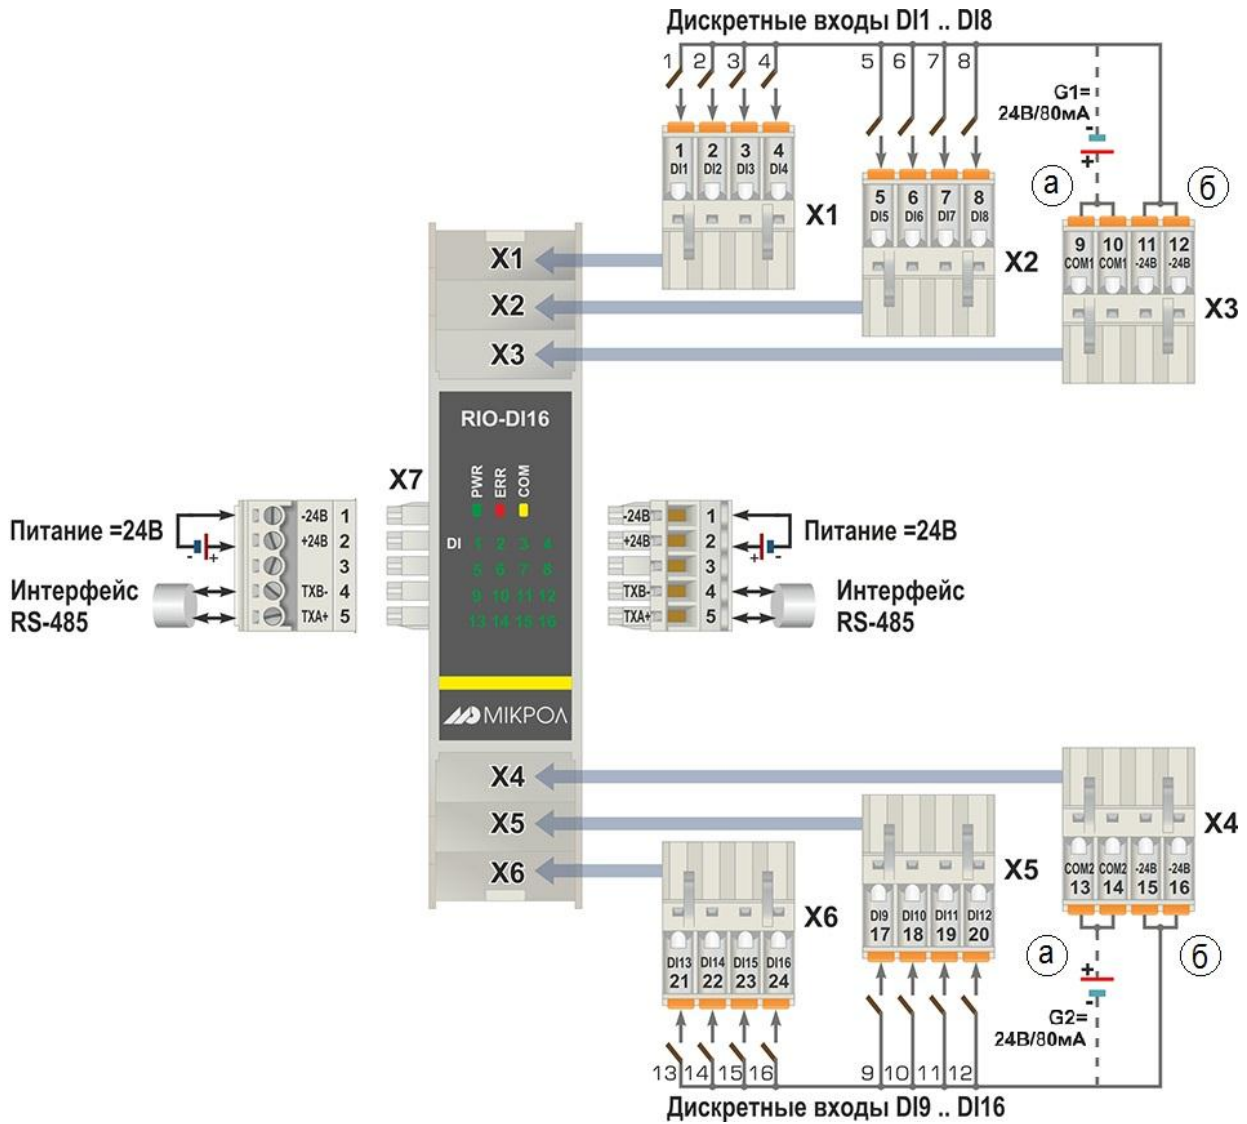 Дискретные входы DI1 .. DI8
1 2 3 4
5 6 7 8
G1=
24В/80мА
-
+
а
б
1 2 3 4
DI1 DI2 DI3 DI4
X1
5 6 7 8
DI5 DI6 DI7 DI8
X2
9 10 11 12
COM1 COM1 -24В -24В
X3
X1
X2
X3
RIO-DI16
PWR ERR COM
DI 1 2 3 4
5 6 7 8
9 10 11 12
13 14 15 16
МІКРОЛ
X7
Питание =24В
- +
-24В 1
+24В 2
3
TXB- 4
TXA+ 5
Интерфейс
RS-485
-24В 1
+24В 2
3
TXB- 4
TXA+ 5
+ -
Питание =24В
Интерфейс
RS-485
X4
X5
X6
X4
COM2 COM2 -24В -24В
13 14 15 16
X5
DI9 DI10 DI11 DI12
17 18 19 20
X6
DI13 DI14 DI15 DI16
21 22 23 24
а
б
+
-
G2=
24В/80мА
13 14 15 16
9 10 11 12
Дискретные входы DI9 .. DI16